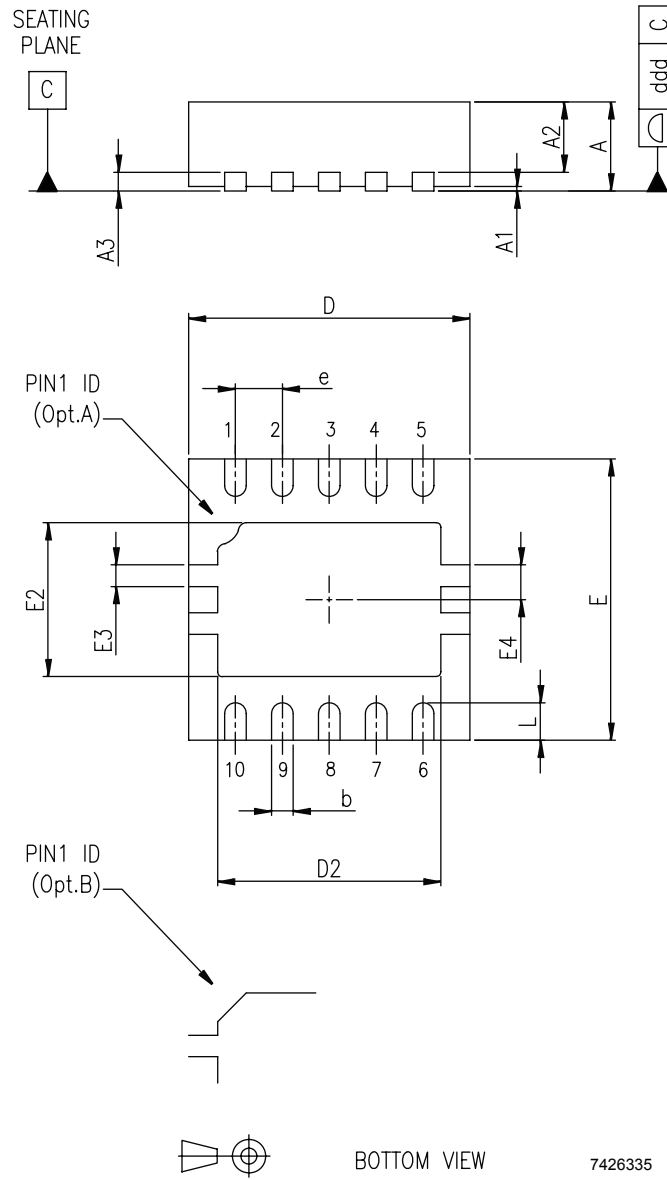 SEATING
PLANE
C
C
ddd
A2
A
A3
A1
D
PIN1 ID
(Opt.A)
e
1 2 3 4 5
E2
E3
E4
E
L
10 9 8 7 6
b
D2
PIN1 ID
(Opt.B)
BOTTOM VIEW
7426335